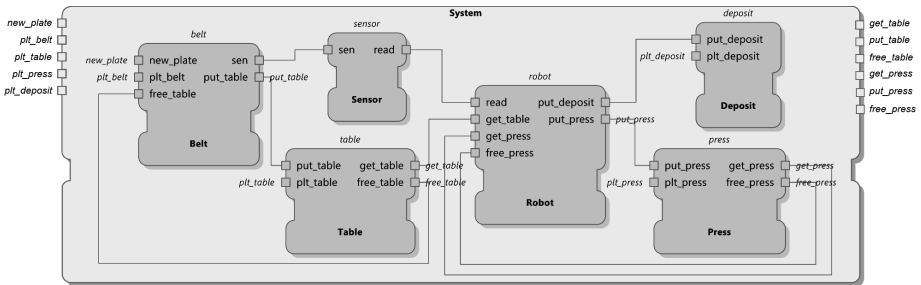 System
new_plate
plt_belt
plt_table
plt_press
plt_deposit
get_table
put_table
free_table
get_press
put_press
free_press
belt
new_plate
plt_belt
new_plate sen
plt_belt put_table
free_table
put_table
Belt
sensor
sen read
Sensor
table
plt_table
put_table get_table
plt_table free_table
get_table
free_table
Table
robot
read put_deposit
get_table put_press
get_press
free_press
put_press
Robot
deposit
plt_deposit
put_deposit
plt_deposit
Deposit
press
plt_press
put_press get_press
plt_press free_press
get_press
free_press
Press